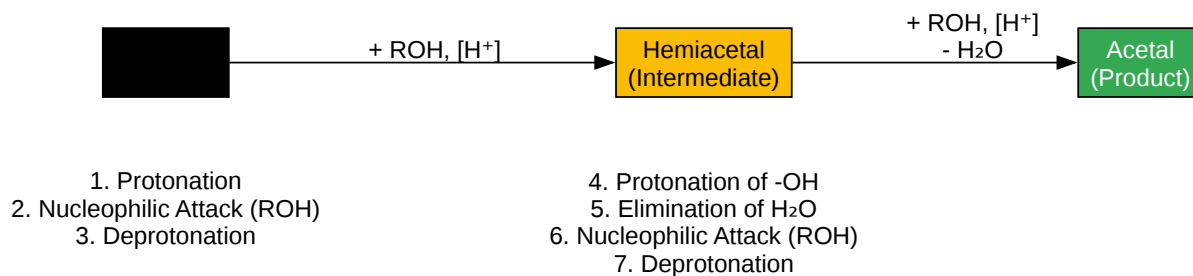 + ROH, [H⁺]
Hemiacetal
(Intermediate)
+ ROH, [H⁺]
- H₂O
Acetal
(Product)
1. Protonation
2. Nucleophilic Attack (ROH)
3. Deprotonation
4. Protonation of -OH
5. Elimination of H₂O
6. Nucleophilic Attack (ROH)
7. Deprotonation